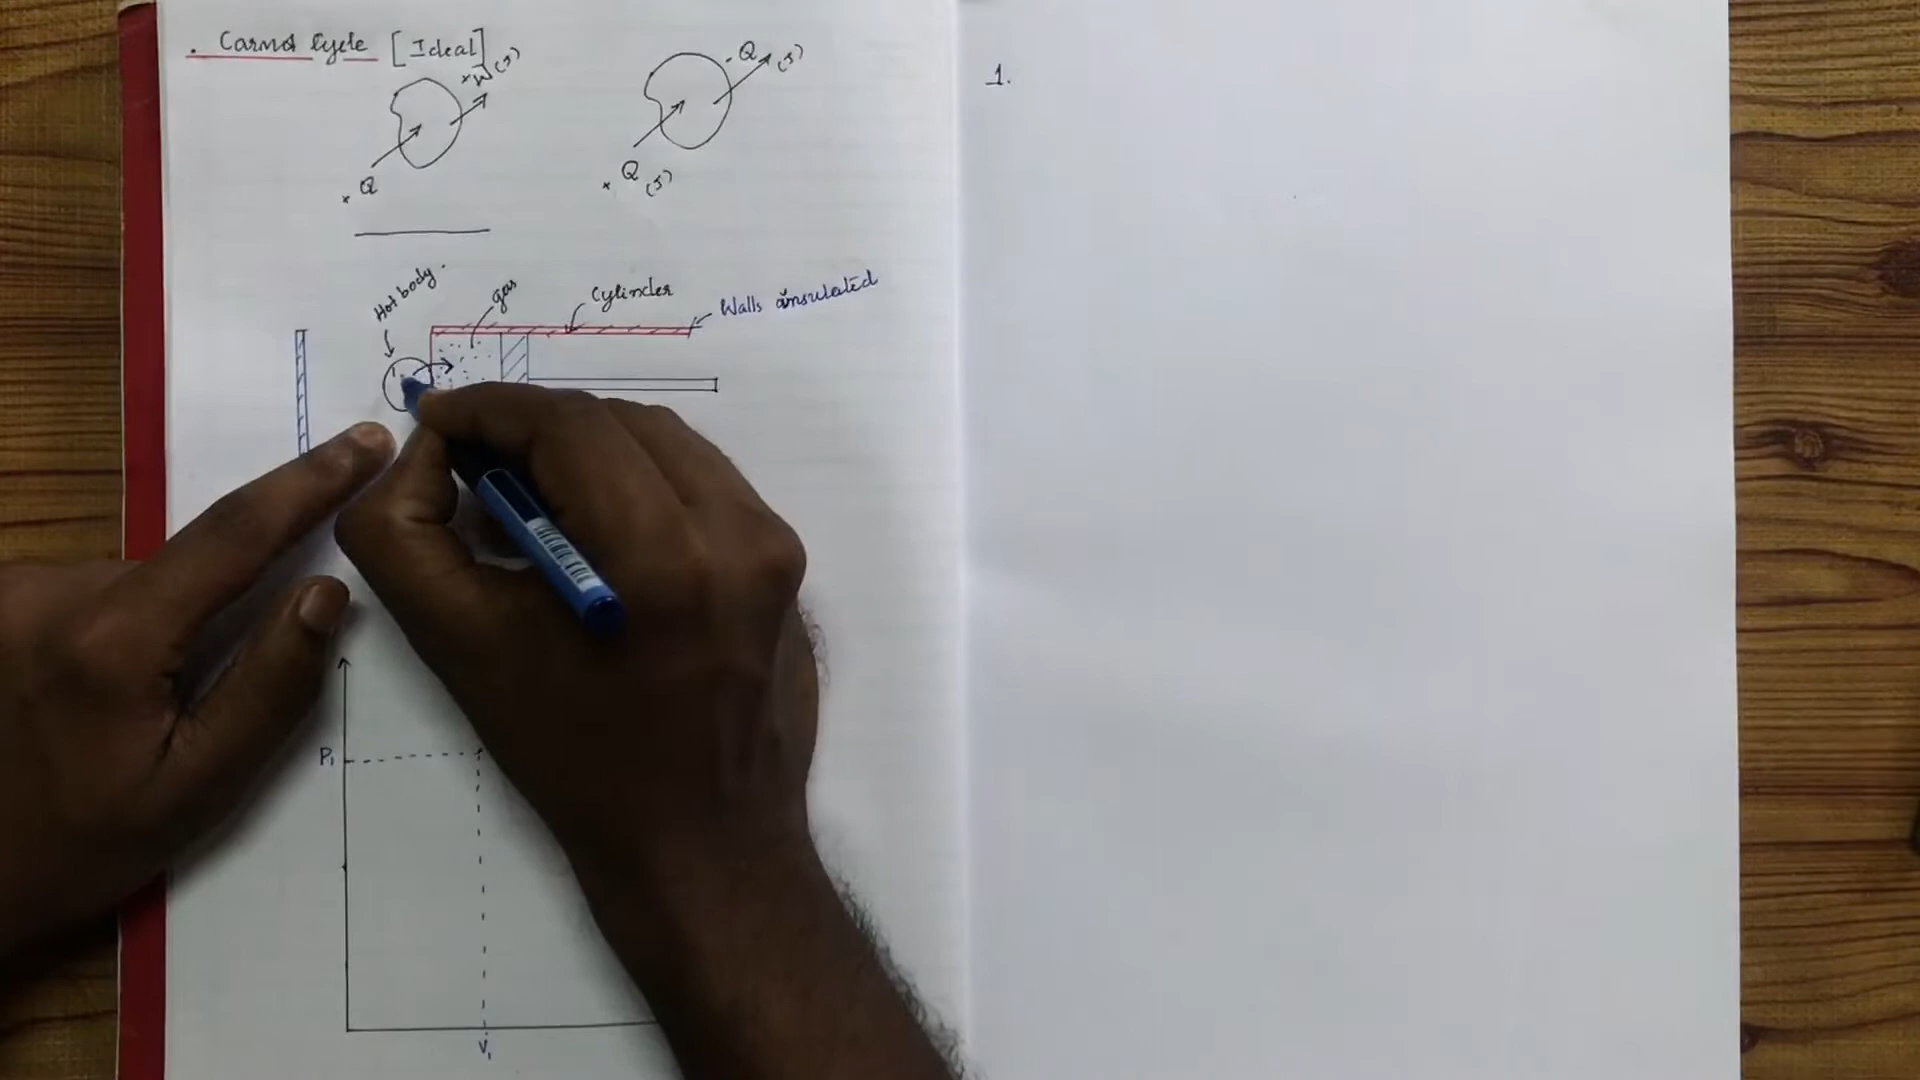 . Carnot Cycle [Ideal]
+W (J)
+ Q
- Q (J)
+ Q (J)
Hot body.
gas
Cylinder
Walls insulated
P1
V1
1.